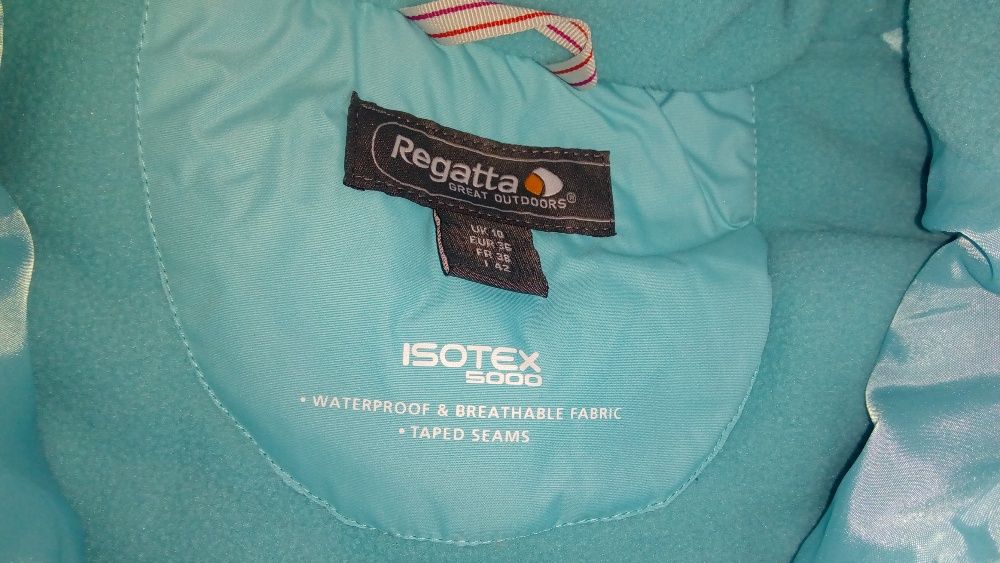 Regatta
GREAT OUTDOORS®
UK 10
EUR 36
FR 38
I 42
ISOTEX
5000
• WATERPROOF & BREATHABLE FABRIC
• TAPED SEAMS